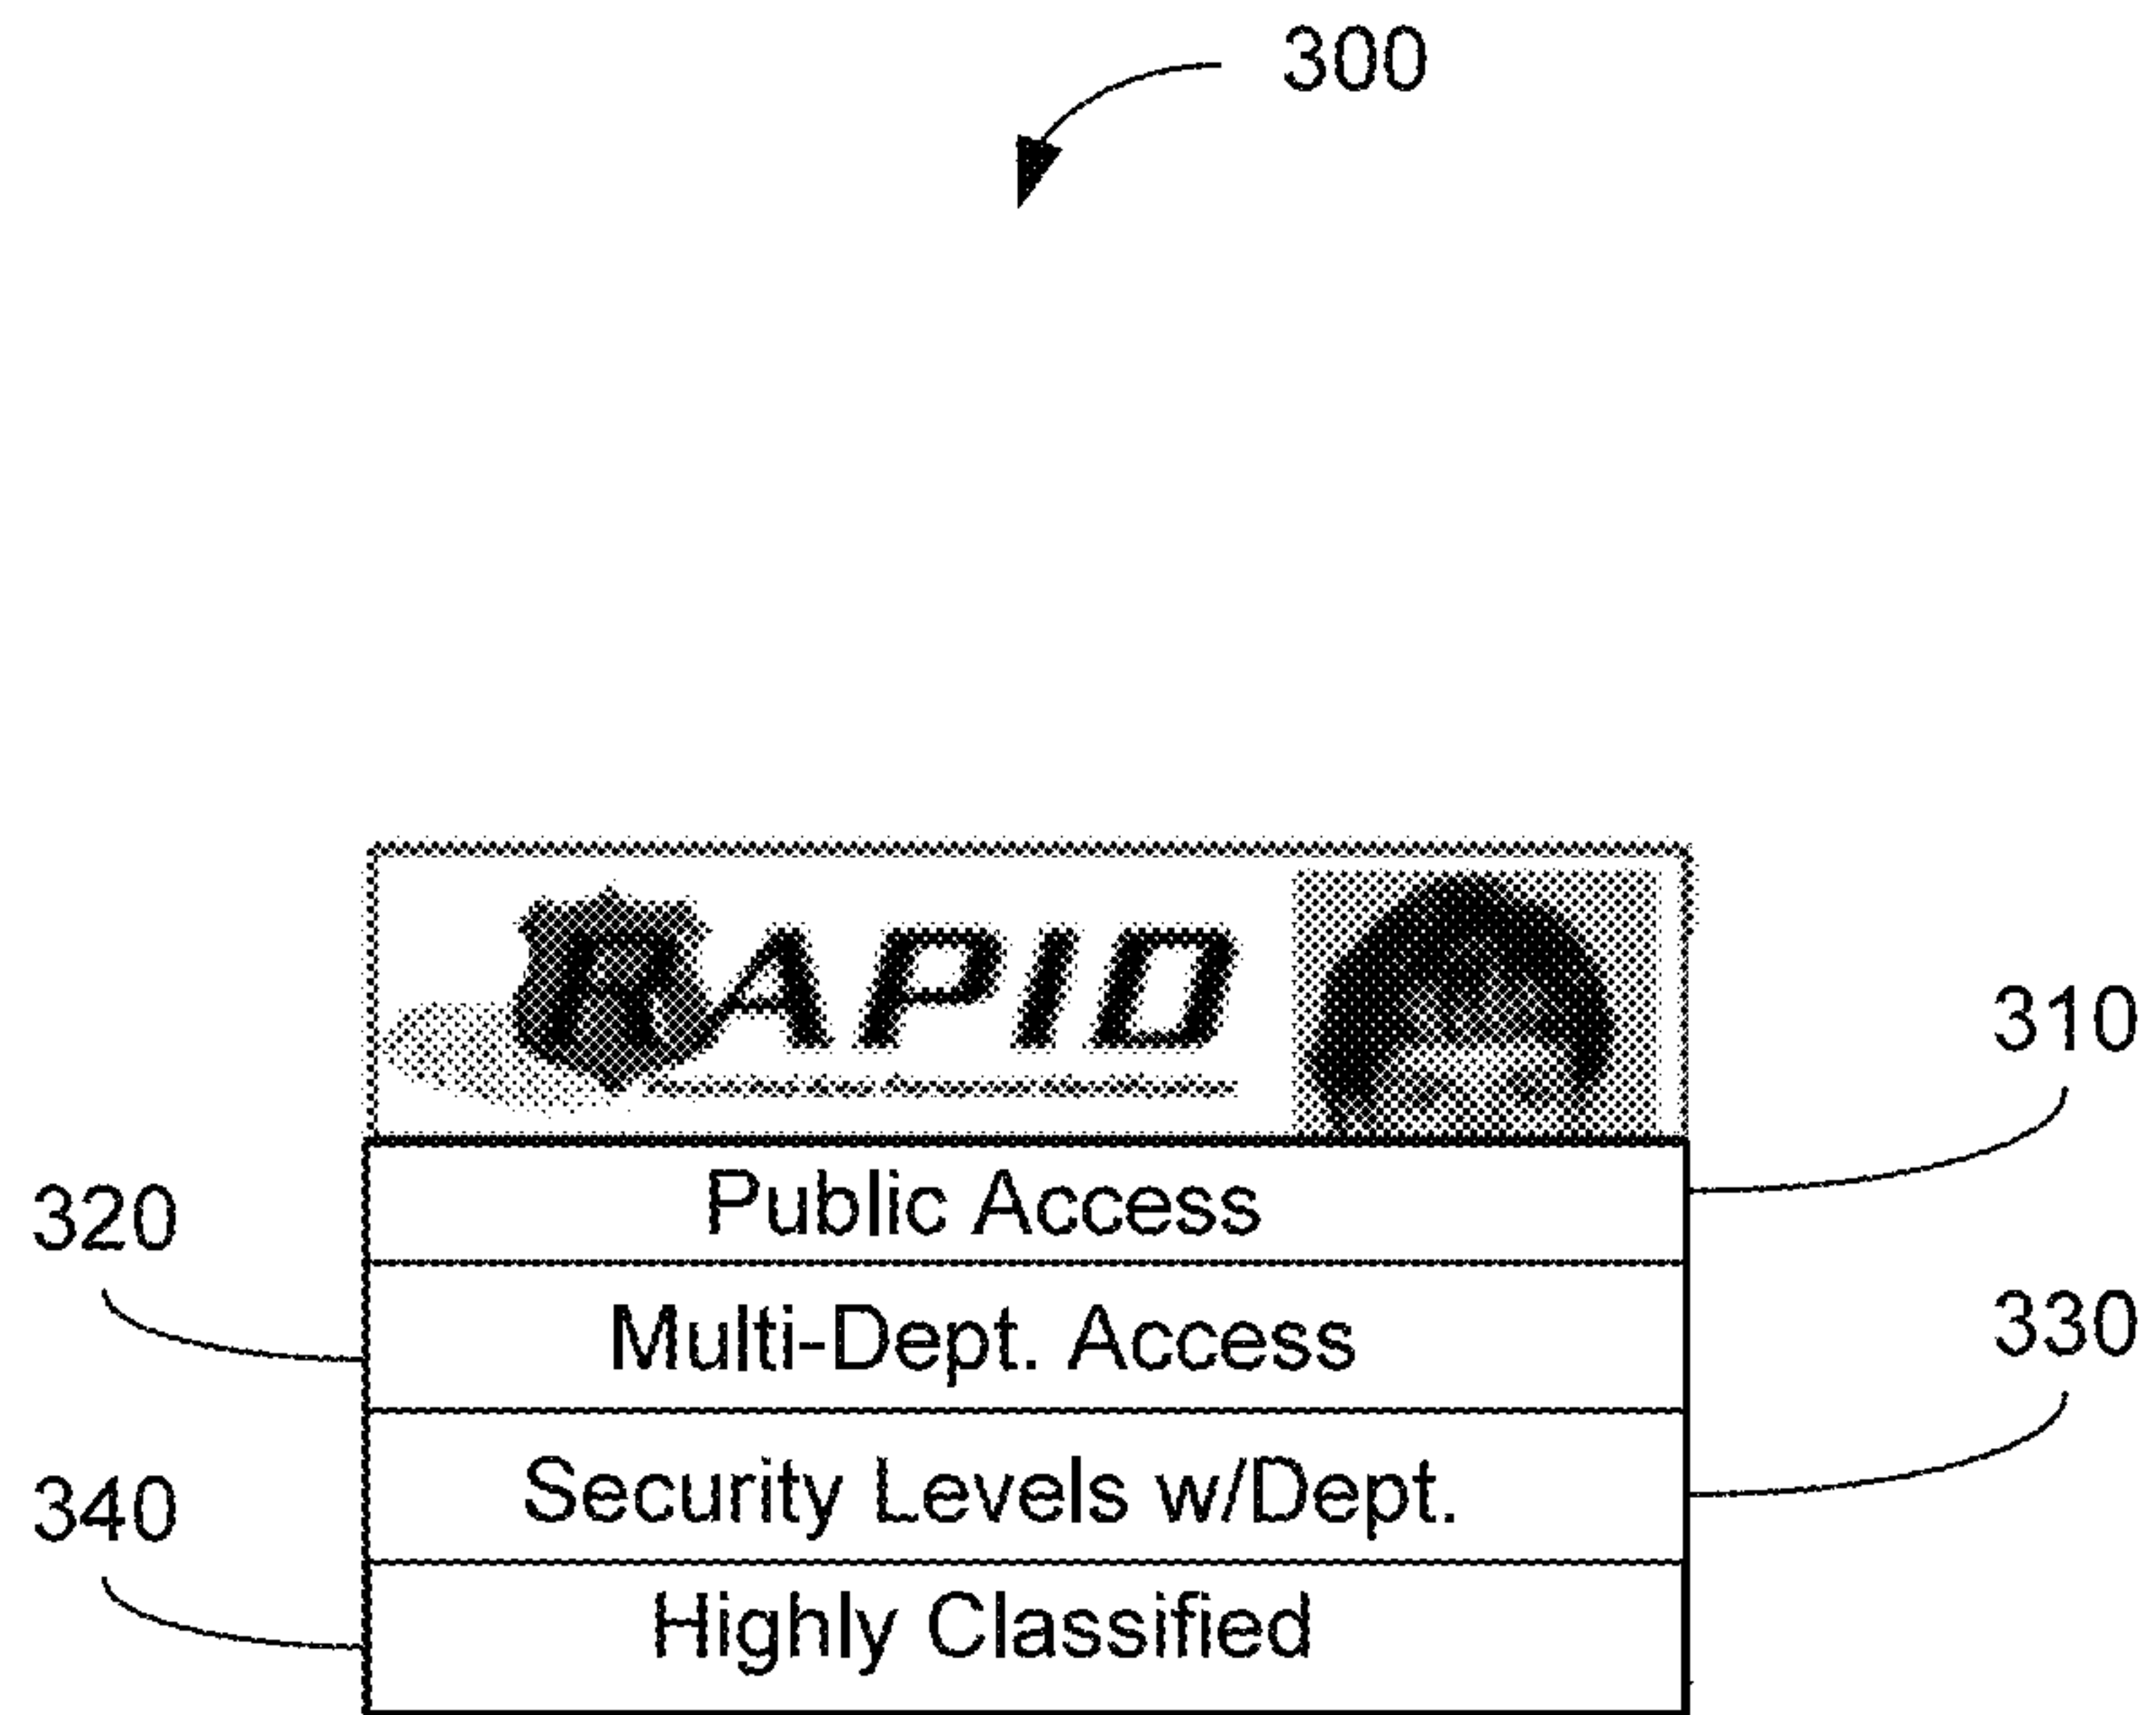 300
RAPID
310
Public Access
320
Multi-Dept. Access
330
Security Levels w/Dept.
340
Highly Classified